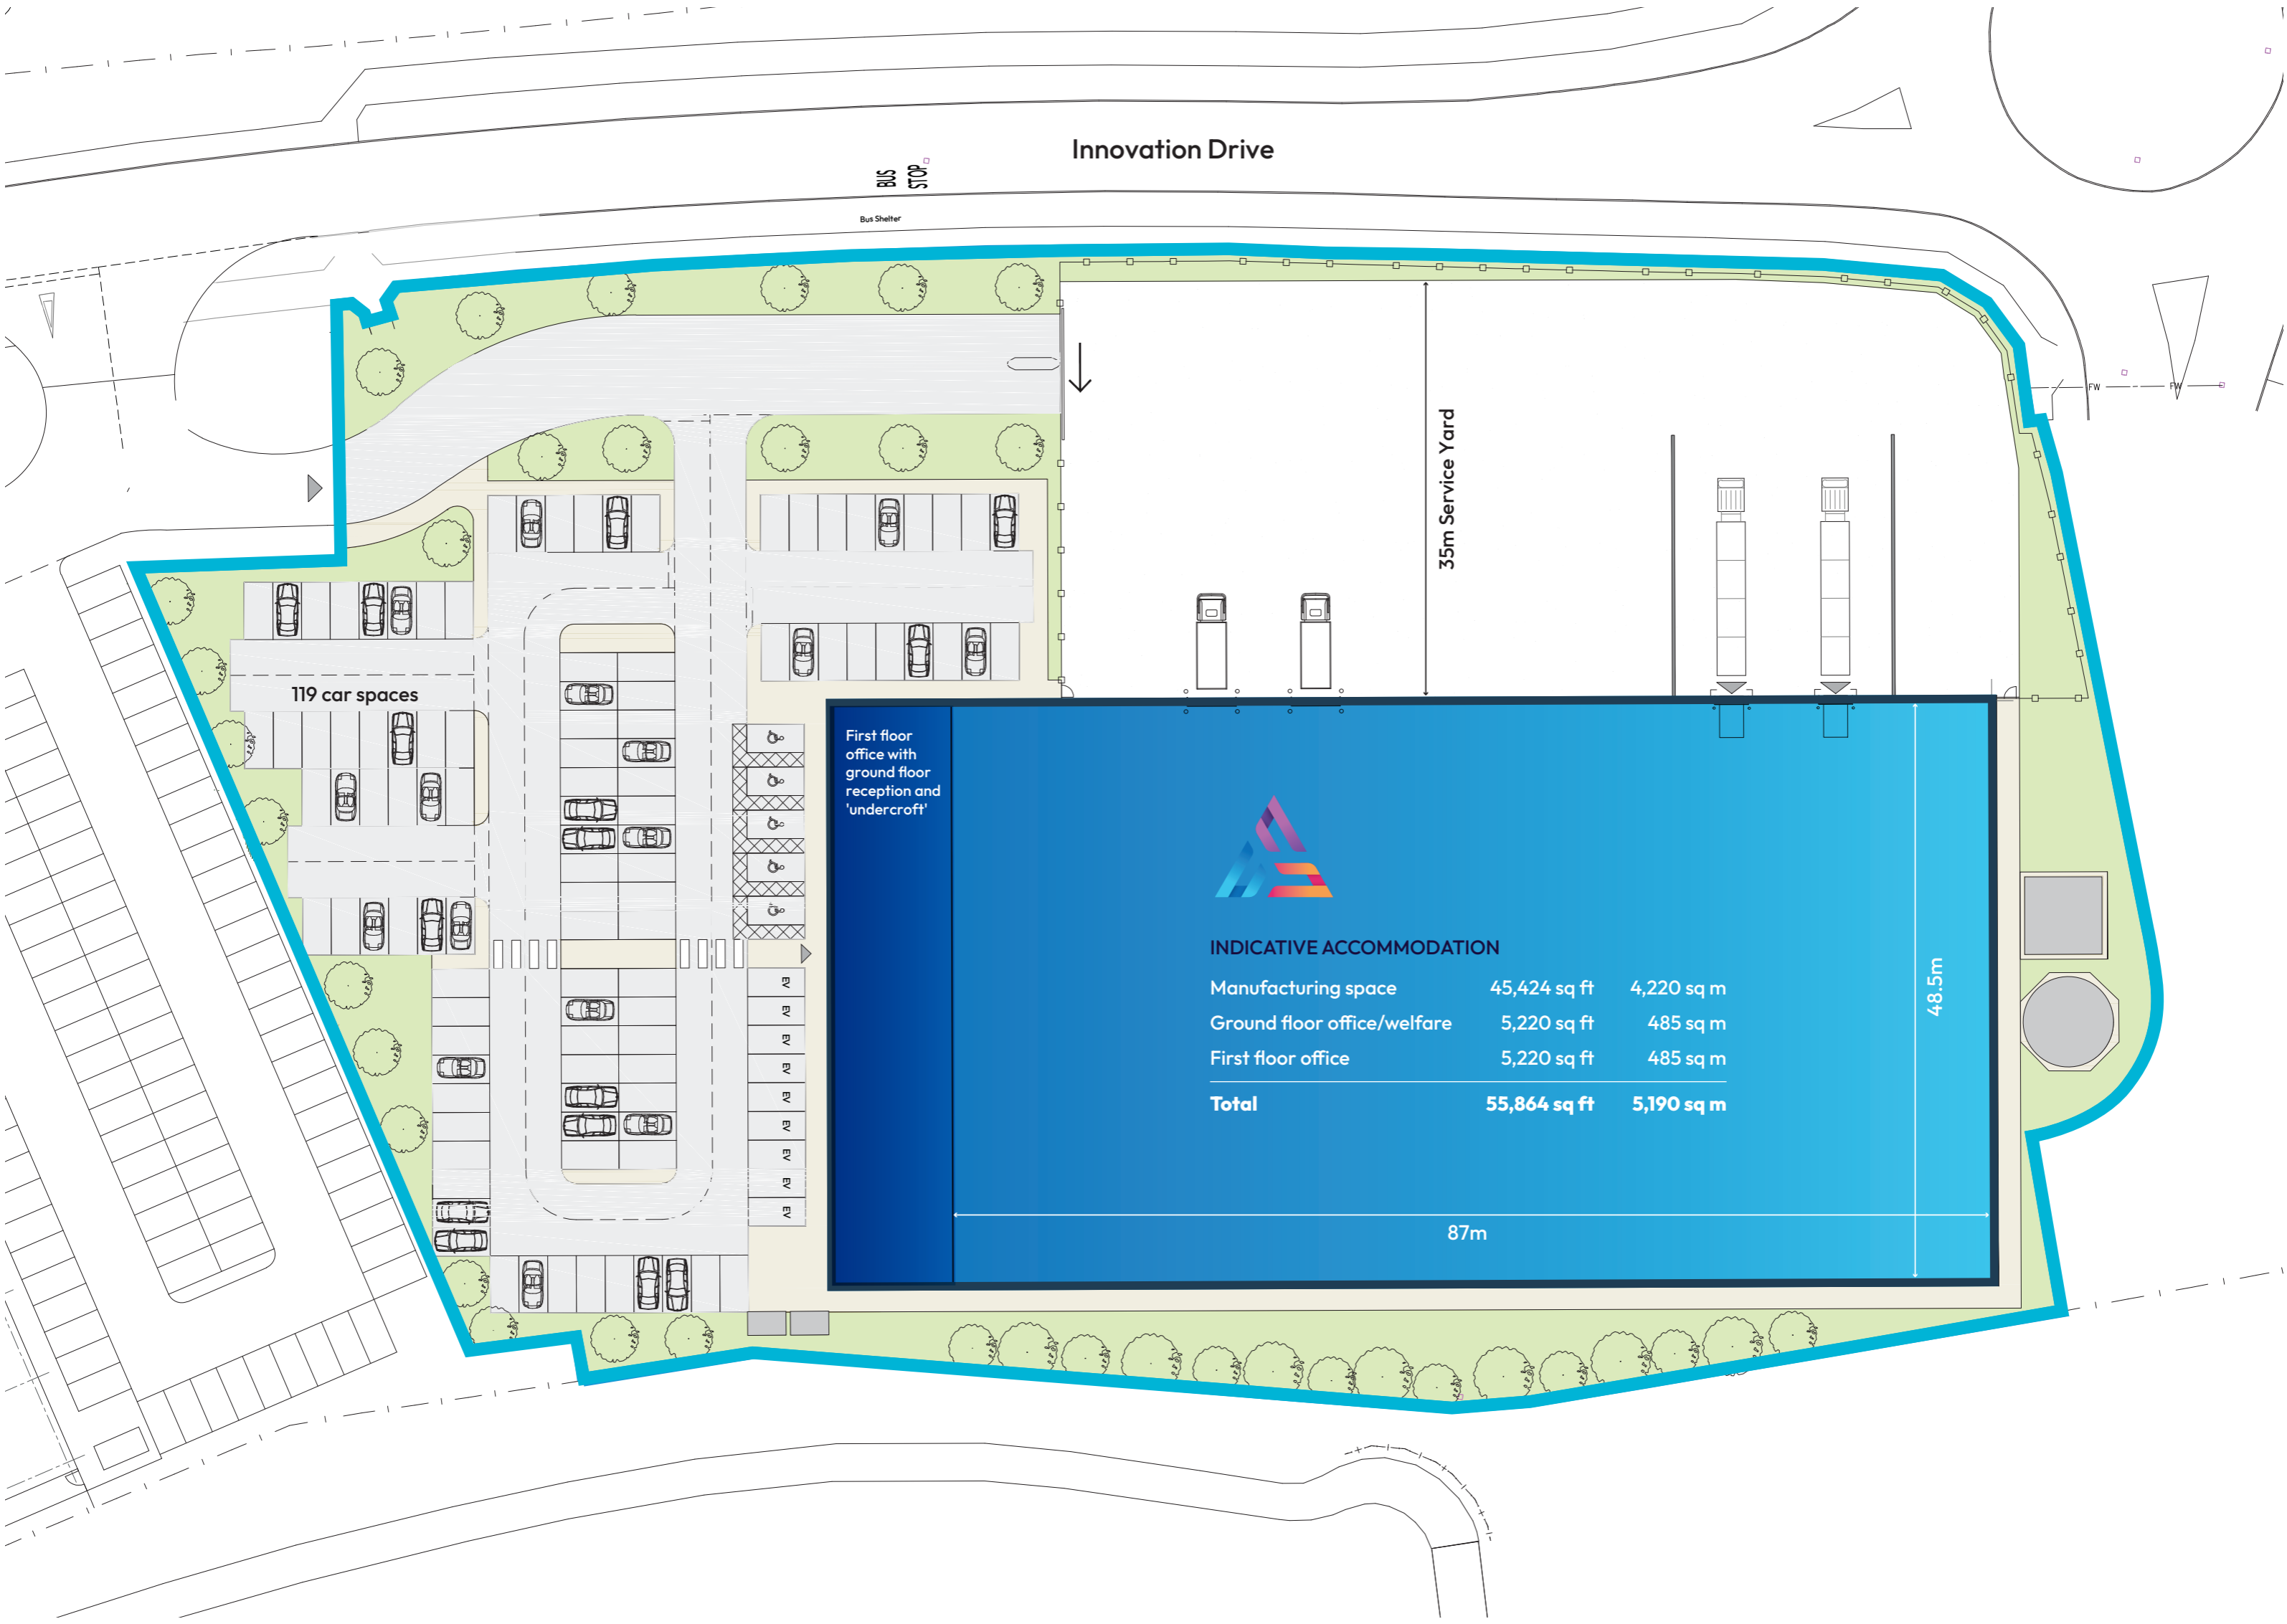 Innovation Drive
BUS
STOP
Bus Shelter
FW
FW
35m Service Yard
119 car spaces
First floor
office with
ground floor
reception and
'undercroft'
INDICATIVE ACCOMMODATION
Manufacturing space 45,424 sq ft 4,220 sq m
Ground floor office/welfare 5,220 sq ft 485 sq m
First floor office 5,220 sq ft 485 sq m
Total 55,864 sq ft 5,190 sq m
48.5m
87m
EV
EV
EV
EV
EV
EV
EV
EV
EV